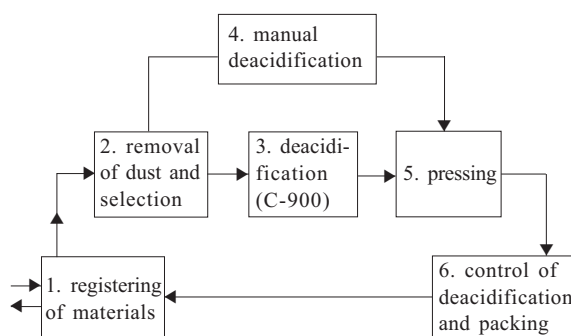 4. manual
deacidification
2. removal
of dust and
selection
3. deacidi-
fication
(C-900)
5. pressing
1. registering
of materials
6. control of
deacidification
and packing